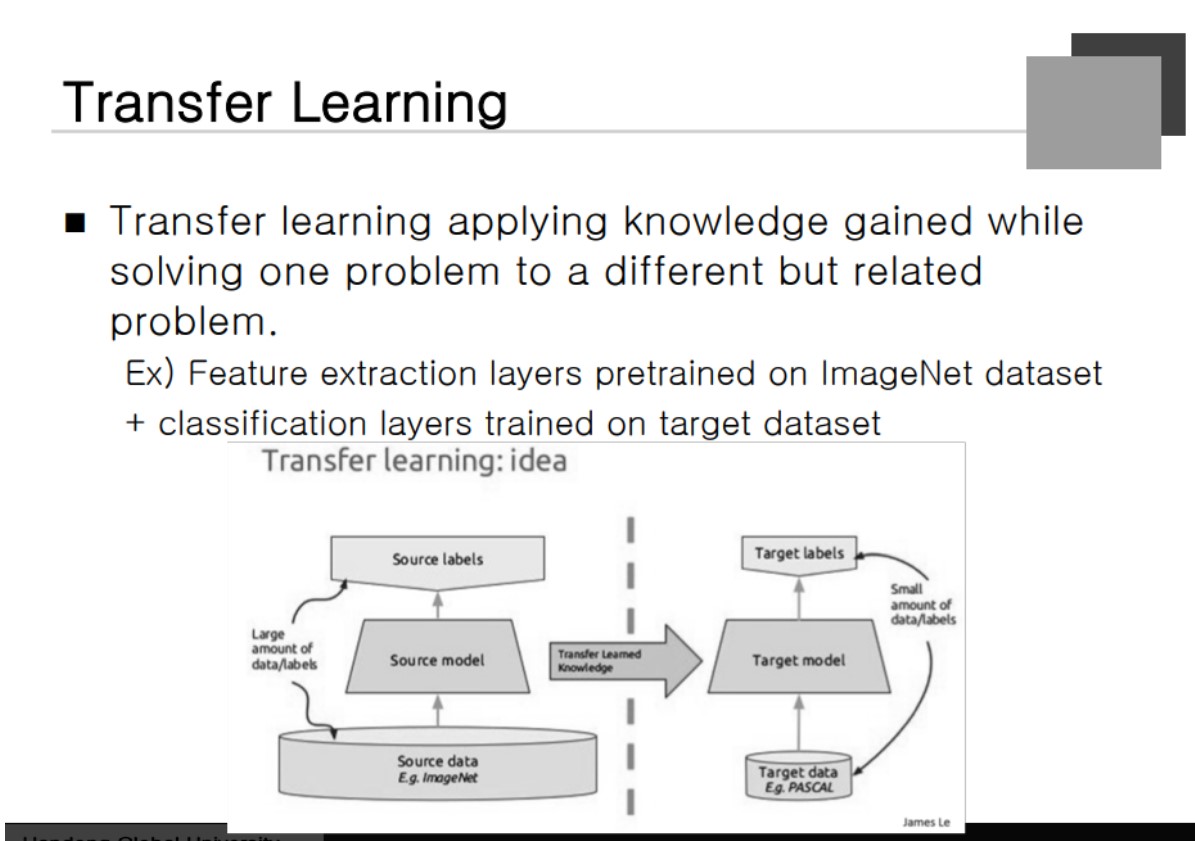 Transfer Learning
■ Transfer learning applying knowledge gained while
solving one problem to a different but related
problem.
Ex) Feature extraction layers pretrained on ImageNet dataset
+ classification layers trained on target dataset
Transfer learning: idea
Source labels
Large
amount of
data/labels
Source model
Source data
E.g. ImageNet
Transfer Learned
Knowledge
Target labels
Small
amount of
data/labels
Target model
Target data
E.g. PASCAL
James Le
Handong Global University